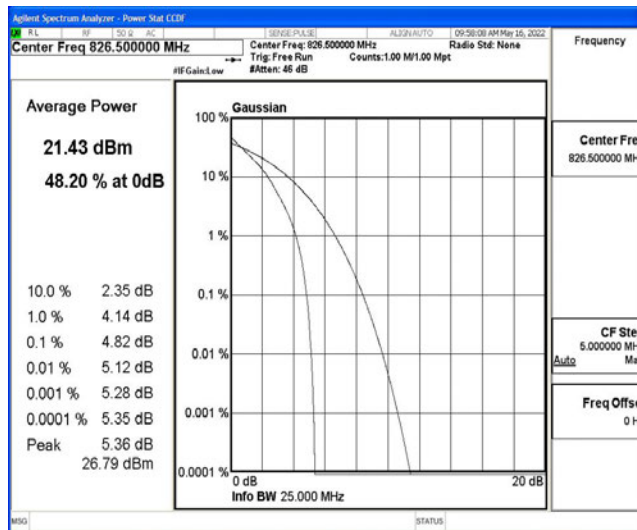 Agilent Spectrum Analyzer - Power Stat CCDF
RL RF 50 Ω AC SENSE:PULSE ALIGN AUTO 09:58:08 AM May 16, 2022
Center Freq 826.500000 MHz
Center Freq: 826.500000 MHz Radio Std: None
Trig: Free Run Counts:1.00 M/1.00 Mpt
#IFGain:Low #Atten: 46 dB
Frequency
Average Power
21.43 dBm
48.20 % at 0dB
10.0 % 2.35 dB
1.0 % 4.14 dB
0.1 % 4.82 dB
0.01 % 5.12 dB
0.001 % 5.28 dB
0.0001 % 5.35 dB
Peak 5.36 dB
26.79 dBm
Gaussian
100 %
10 %
1 %
0.1 %
0.01 %
0.001 %
0.0001 %
0 dB 20 dB
Info BW 25.000 MHz
Center Fre
826.500000 MH
CF Ste
5.000000 MH
Auto Ma
Freq Offse
0 H
MSG STATUS